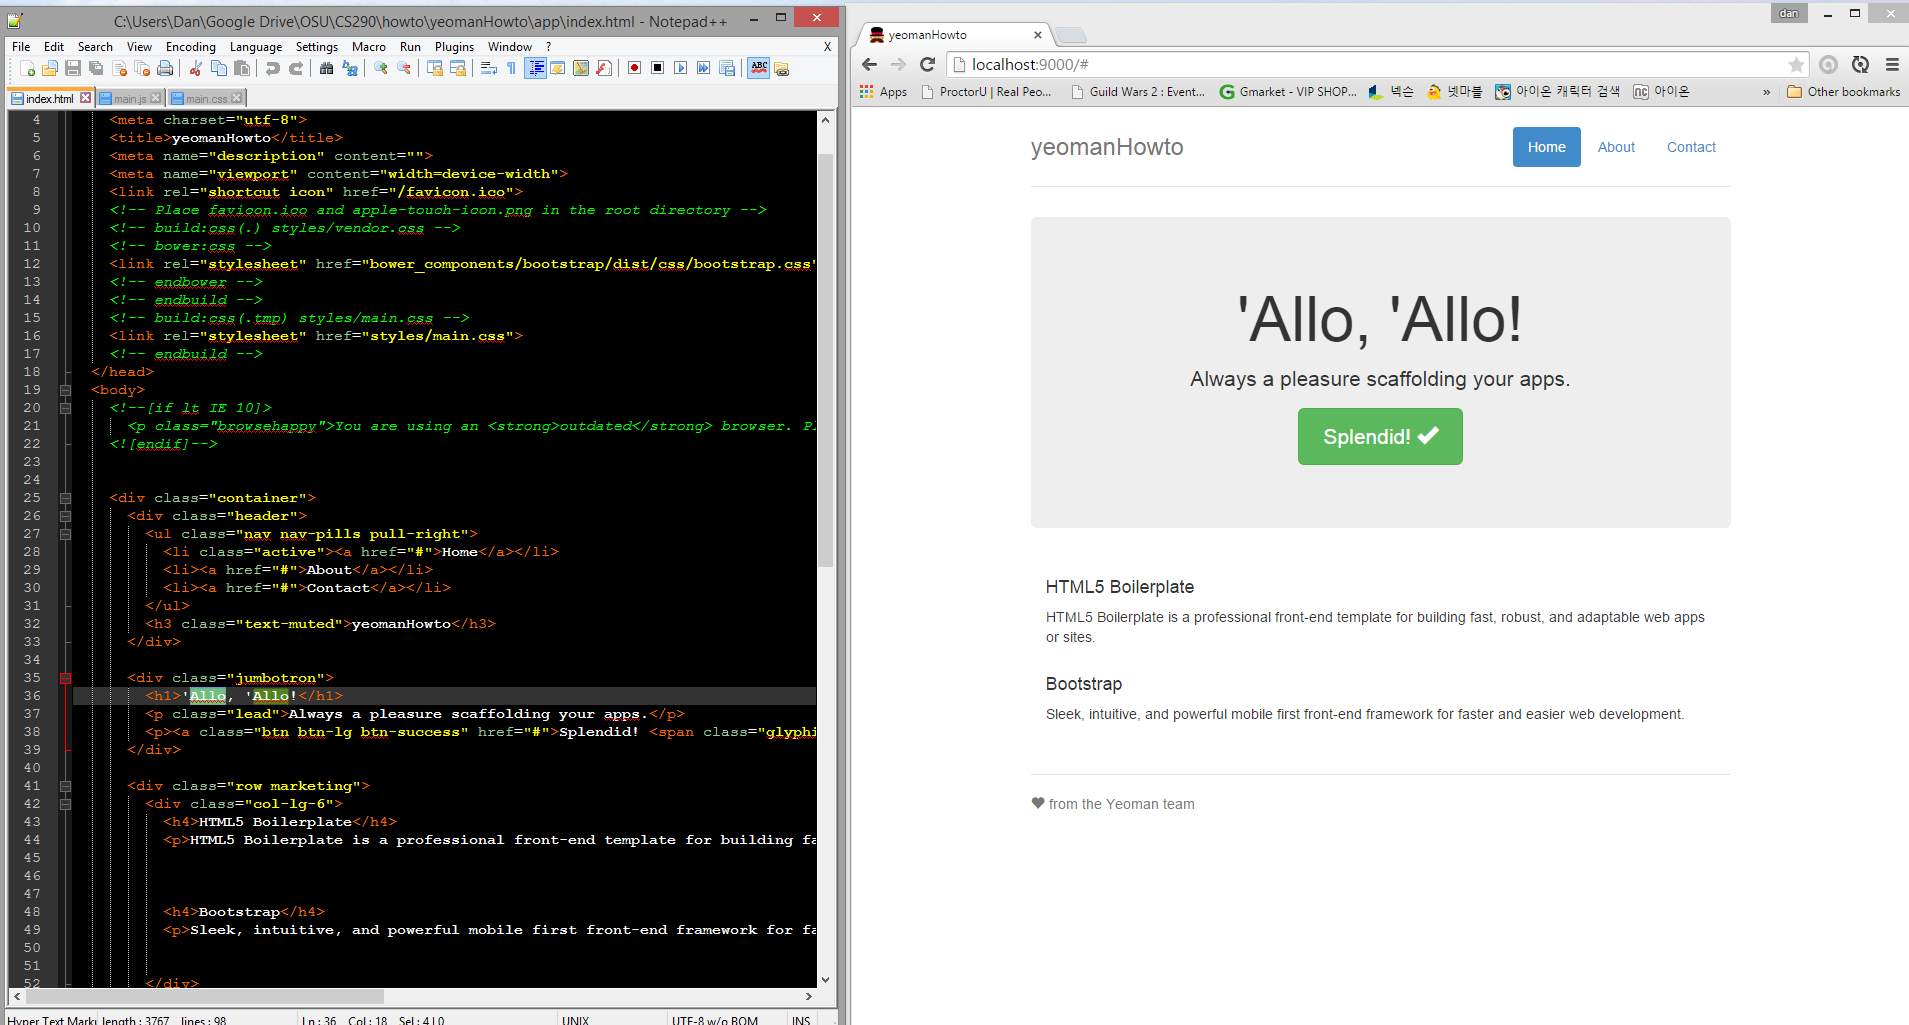 C:\Users\Dan\Google Drive\OSU\CS290\howto\yeomanHowto\app\index.html - Notepad++
File Edit Search View Encoding Language Settings Macro Run Plugins Window ? X
index.html main.js main.css
4 <meta charset="utf-8">
5 <title>yeomanHowto</title>
6 <meta name="description" content="">
7 <meta name="viewport" content="width=device-width">
8 <link rel="shortcut icon" href="/favicon.ico">
9 <!-- Place favicon.ico and apple-touch-icon.png in the root directory -->
10 <!-- build:css(.) styles/vendor.css -->
11 <!-- bower:css -->
12 <link rel="stylesheet" href="bower_components/bootstrap/dist/css/bootstrap.css"
13 <!-- endbower -->
14 <!-- endbuild -->
15 <!-- build:css(.tmp) styles/main.css -->
16 <link rel="stylesheet" href="styles/main.css">
17 <!-- endbuild -->
18 </head>
19 <body>
20 <!--[if lt IE 10]>
21 <p class="browsehappy">You are using an <strong>outdated</strong> browser. Pl
22 <![endif]-->
23
24
25 <div class="container">
26 <div class="header">
27 <ul class="nav nav-pills pull-right">
28 <li class="active"><a href="#">Home</a></li>
29 <li><a href="#">About</a></li>
30 <li><a href="#">Contact</a></li>
31 </ul>
32 <h3 class="text-muted">yeomanHowto</h3>
33 </div>
34
35 <div class="jumbotron">
36 <h1>'Allo, 'Allo!</h1>
37 <p class="lead">Always a pleasure scaffolding your apps.</p>
38 <p><a class="btn btn-lg btn-success" href="#">Splendid! <span class="glyphi
39 </div>
40
41 <div class="row marketing">
42 <div class="col-lg-6">
43 <h4>HTML5 Boilerplate</h4>
44 <p>HTML5 Boilerplate is a professional front-end template for building fa
45
46
47
48 <h4>Bootstrap</h4>
49 <p>Sleek, intuitive, and powerful mobile first front-end framework for fa
50
51
52 </div>
Hyper Text Marku length : 3767 lines : 98 Ln : 36 Col : 18 Sel : 4 | 0 UNIX UTF-8 w/o BOM INS
dan
yeomanHowto
localhost:9000/#
Apps ProctorU | Real Peo... Guild Wars 2 : Event... Gmarket - VIP SHOP... 넥슨 넷마블 아이온 캐릭터 검색 nc 아이온 » Other bookmarks
yeomanHowto Home About Contact
'Allo, 'Allo!
Always a pleasure scaffolding your apps.
Splendid!
HTML5 Boilerplate
HTML5 Boilerplate is a professional front-end template for building fast, robust, and adaptable web apps
or sites.
Bootstrap
Sleek, intuitive, and powerful mobile first front-end framework for faster and easier web development.
from the Yeoman team